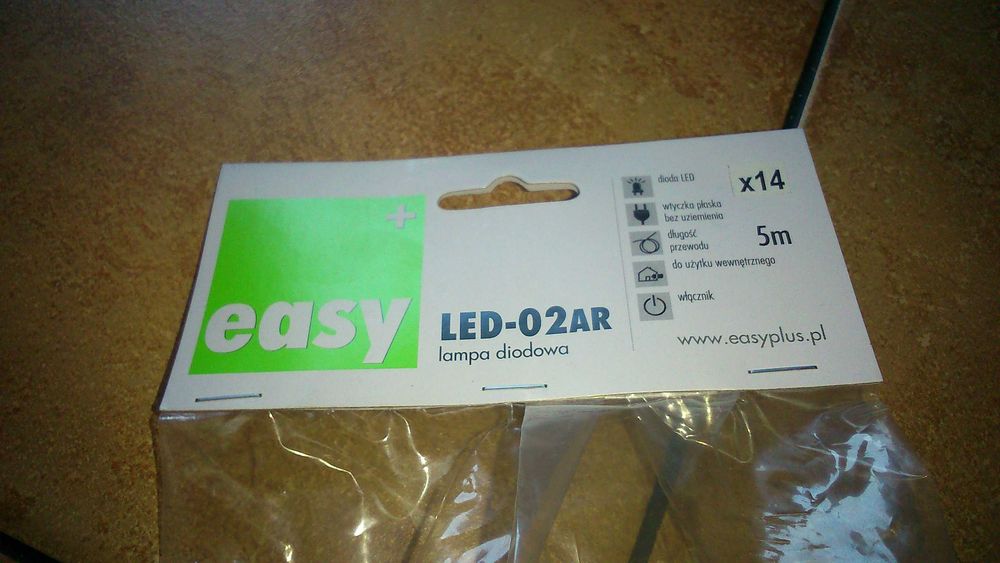 +
easy
LED-02AR
lampa diodowa
dioda LED
x14
wtyczka płaska
bez uziemienia
długość
przewodu
5m
do użytku wewnętrznego
włącznik
www.easyplus.pl